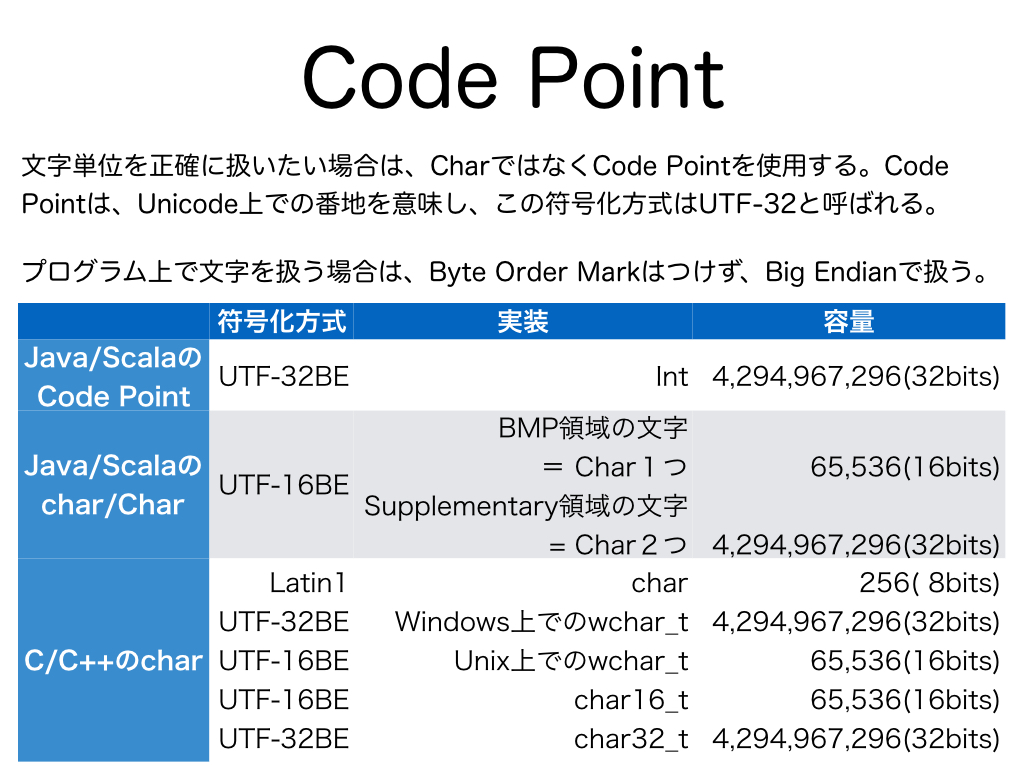 Code Point
文字単位を正確に扱いたい場合は、CharではなくCode Pointを使用する。Code
Pointは、Unicode上での番地を意味し、この符号化方式はUTF-32と呼ばれる。
プログラム上で文字を扱う場合は、Byte Order Markはつけず、Big Endianで扱う。
符号化方式 実装 容量
Java/Scalaの
Code Point
UTF-32BE Int 4,294,967,296(32bits)
Java/Scalaの
char/Char
UTF-16BE
BMP領域の文字
＝ Char１つ 65,536(16bits)
Supplementary領域の文字
= Char２つ 4,294,967,296(32bits)
C/C++のchar
Latin1 char 256( 8bits)
UTF-32BE Windows上でのwchar_t 4,294,967,296(32bits)
UTF-16BE Unix上でのwchar_t 65,536(16bits)
UTF-16BE char16_t 65,536(16bits)
UTF-32BE char32_t 4,294,967,296(32bits)